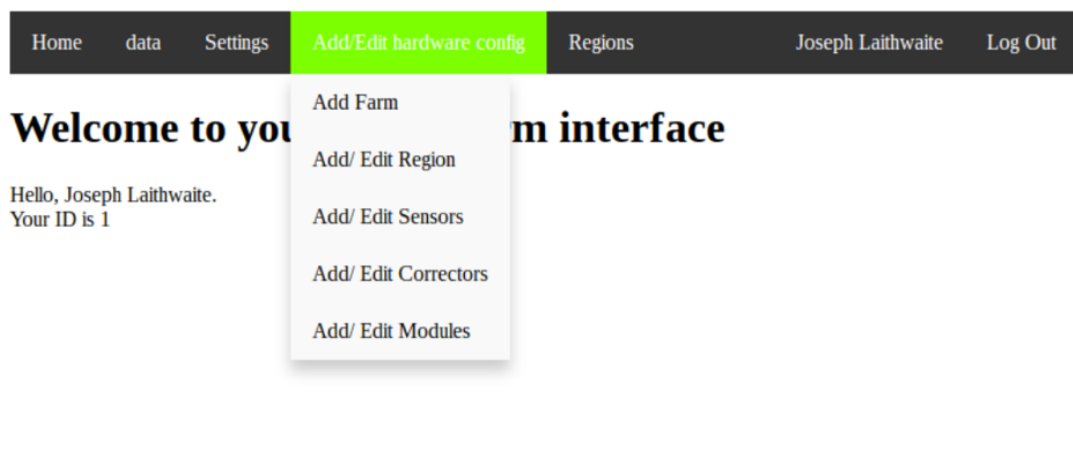 Home data Settings Add/Edit hardware config Regions Joseph Laithwaite Log Out
Add Farm
Welcome to you m interface
Add/ Edit Region
Hello, Joseph Laithwaite.
Your ID is 1
Add/ Edit Sensors
Add/ Edit Correctors
Add/ Edit Modules